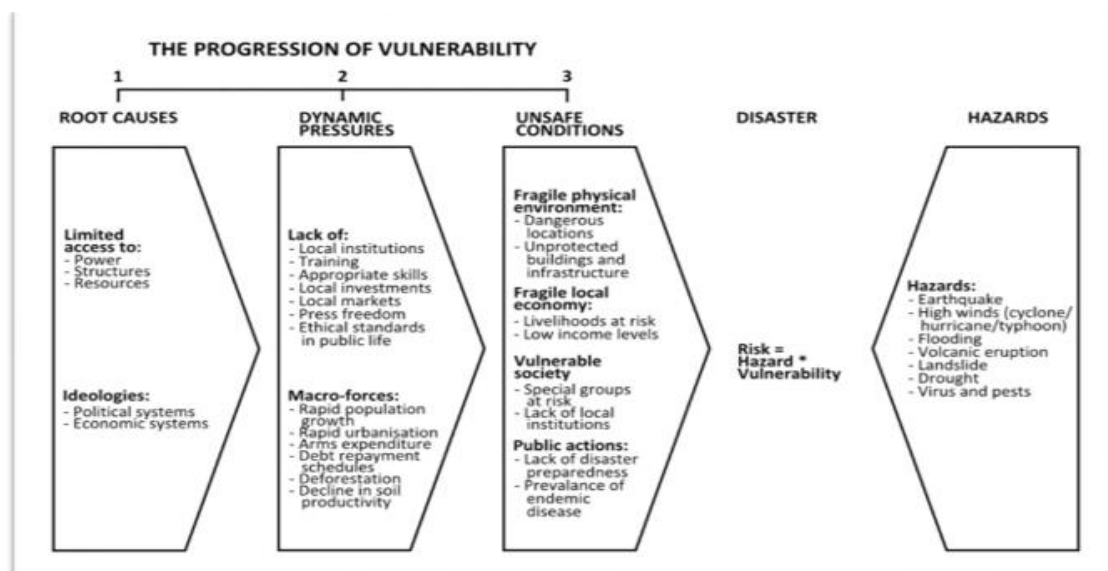 THE PROGRESSION OF VULNERABILITY
1
2
3
ROOT CAUSES
DYNAMIC
PRESSURES
UNSAFE
CONDITIONS
DISASTER
HAZARDS
Limited
access to:
- Power
- Structures
- Resources
Ideologies:
- Political systems
- Economic systems
Lack of:
- Local institutions
- Training
- Appropriate skills
- Local investments
- Local markets
- Press freedom
- Ethical standards
in public life
Macro-forces:
- Rapid population
growth
- Rapid urbanisation
- Arms expenditure
- Debt repayment
schedules
- Deforestation
- Decline in soil
productivity
Fragile physical
environment:
- Dangerous
locations
- Unprotected
buildings and
infrastructure
Fragile local
economy:
- Livelihoods at risk
- Low income levels
Vulnerable
society
- Special groups
at risk
- Lack of local
institutions
Public actions:
- Lack of disaster
preparedness
- Prevalance of
endemic
disease
Risk =
Hazard *
Vulnerability
Hazards:
- Earthquake
- High winds (cyclone/
hurricane/typhoon)
- Flooding
- Volcanic eruption
- Landslide
- Drought
- Virus and pests